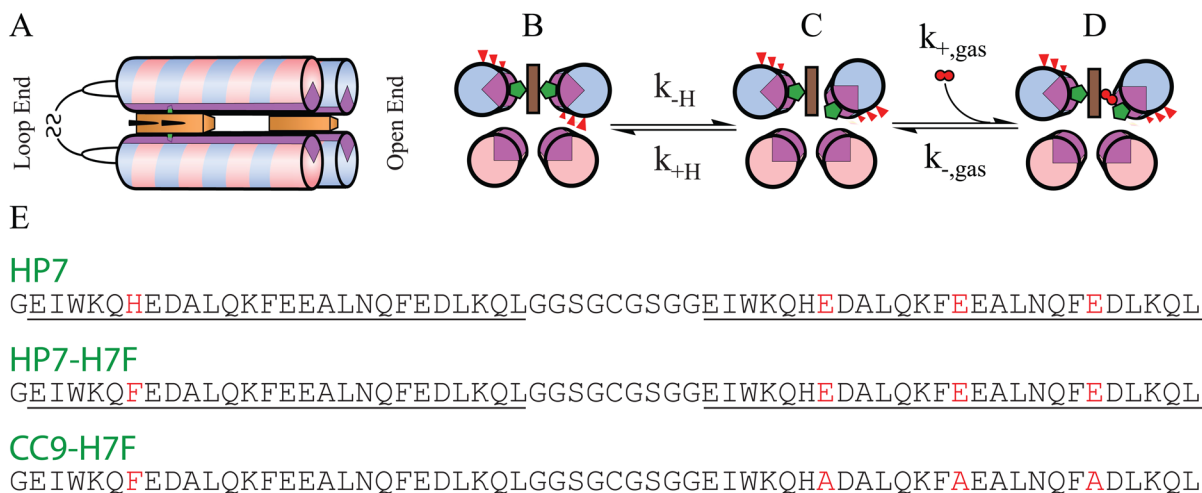 A
B
C
D
Loop End
Open End
k-H
k+H
k+,gas
k-,gas
E
HP7
GEIWKQHEDALQKFEEALNQFEDLKQLGGSGCGSGGEIWKQHEDALQKFEEALNQFEDLKQL
HP7-H7F
GEIWKQFEDALQKFEEALNQFEDLKQLGGSGCGSGGEIWKQHEDALQKFEEALNQFEDLKQL
CC9-H7F
GEIWKQFEDALQKFEEALNQFEDLKQLGGSGCGSGGEIWKQHADALQKFAEALNQFADLKQL